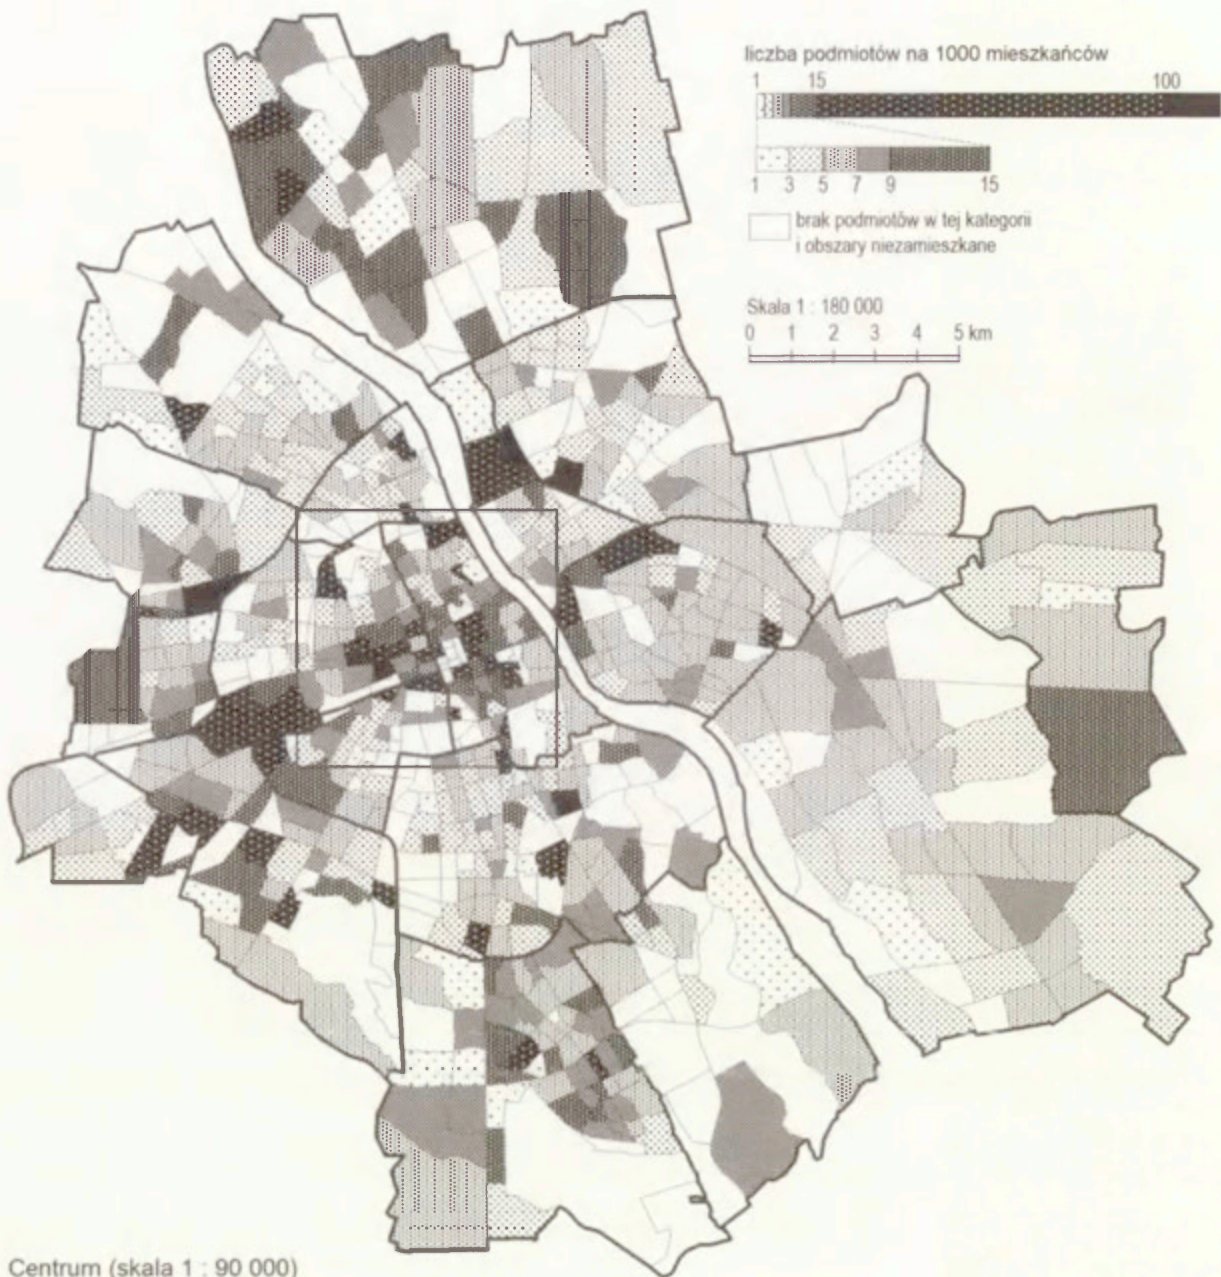 liczba podmiotów na 1000 mieszkańców
1 15 100
1 3 5 7 9 15
brak podmiotów w tej kategorii
i obszary niezamieszkane
Skala 1 : 180 000
0 1 2 3 4 5 km
Centrum (skala 1 : 90 000)